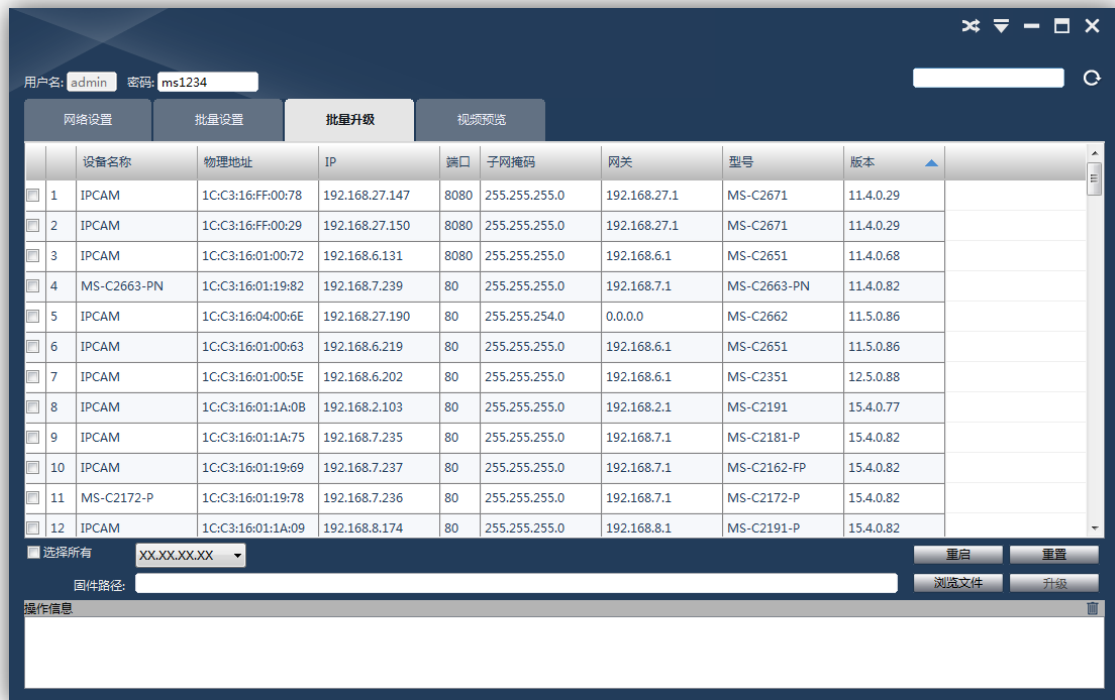 用户名: admin 密码: ms1234
网络设置 批量设置 批量升级 视频预览
设备名称 物理地址 IP 端口 子网掩码 网关 型号 版本
1 IPCAM 1C:C3:16:FF:00:78 192.168.27.147 8080 255.255.255.0 192.168.27.1 MS-C2671 11.4.0.29
2 IPCAM 1C:C3:16:FF:00:29 192.168.27.150 8080 255.255.255.0 192.168.27.1 MS-C2671 11.4.0.29
3 IPCAM 1C:C3:16:01:00:72 192.168.6.131 8080 255.255.255.0 192.168.6.1 MS-C2651 11.4.0.68
4 MS-C2663-PN 1C:C3:16:01:19:82 192.168.7.239 80 255.255.255.0 192.168.7.1 MS-C2663-PN 11.4.0.82
5 IPCAM 1C:C3:16:04:00:6E 192.168.27.190 80 255.255.254.0 0.0.0.0 MS-C2662 11.5.0.86
6 IPCAM 1C:C3:16:01:00:63 192.168.6.219 80 255.255.255.0 192.168.6.1 MS-C2651 11.5.0.86
7 IPCAM 1C:C3:16:01:00:5E 192.168.6.202 80 255.255.255.0 192.168.6.1 MS-C2351 12.5.0.88
8 IPCAM 1C:C3:16:01:1A:0B 192.168.2.103 80 255.255.255.0 192.168.2.1 MS-C2191 15.4.0.77
9 IPCAM 1C:C3:16:01:1A:75 192.168.7.235 80 255.255.255.0 192.168.7.1 MS-C2181-P 15.4.0.82
10 IPCAM 1C:C3:16:01:19:69 192.168.7.237 80 255.255.255.0 192.168.7.1 MS-C2162-FP 15.4.0.82
11 MS-C2172-P 1C:C3:16:01:19:78 192.168.7.236 80 255.255.255.0 192.168.7.1 MS-C2172-P 15.4.0.82
12 IPCAM 1C:C3:16:01:1A:09 192.168.8.174 80 255.255.255.0 192.168.8.1 MS-C2191-P 15.4.0.82
选择所有 XX.XX.XX.XX 重启 重置
固件路径: 浏览文件 升级
操作信息